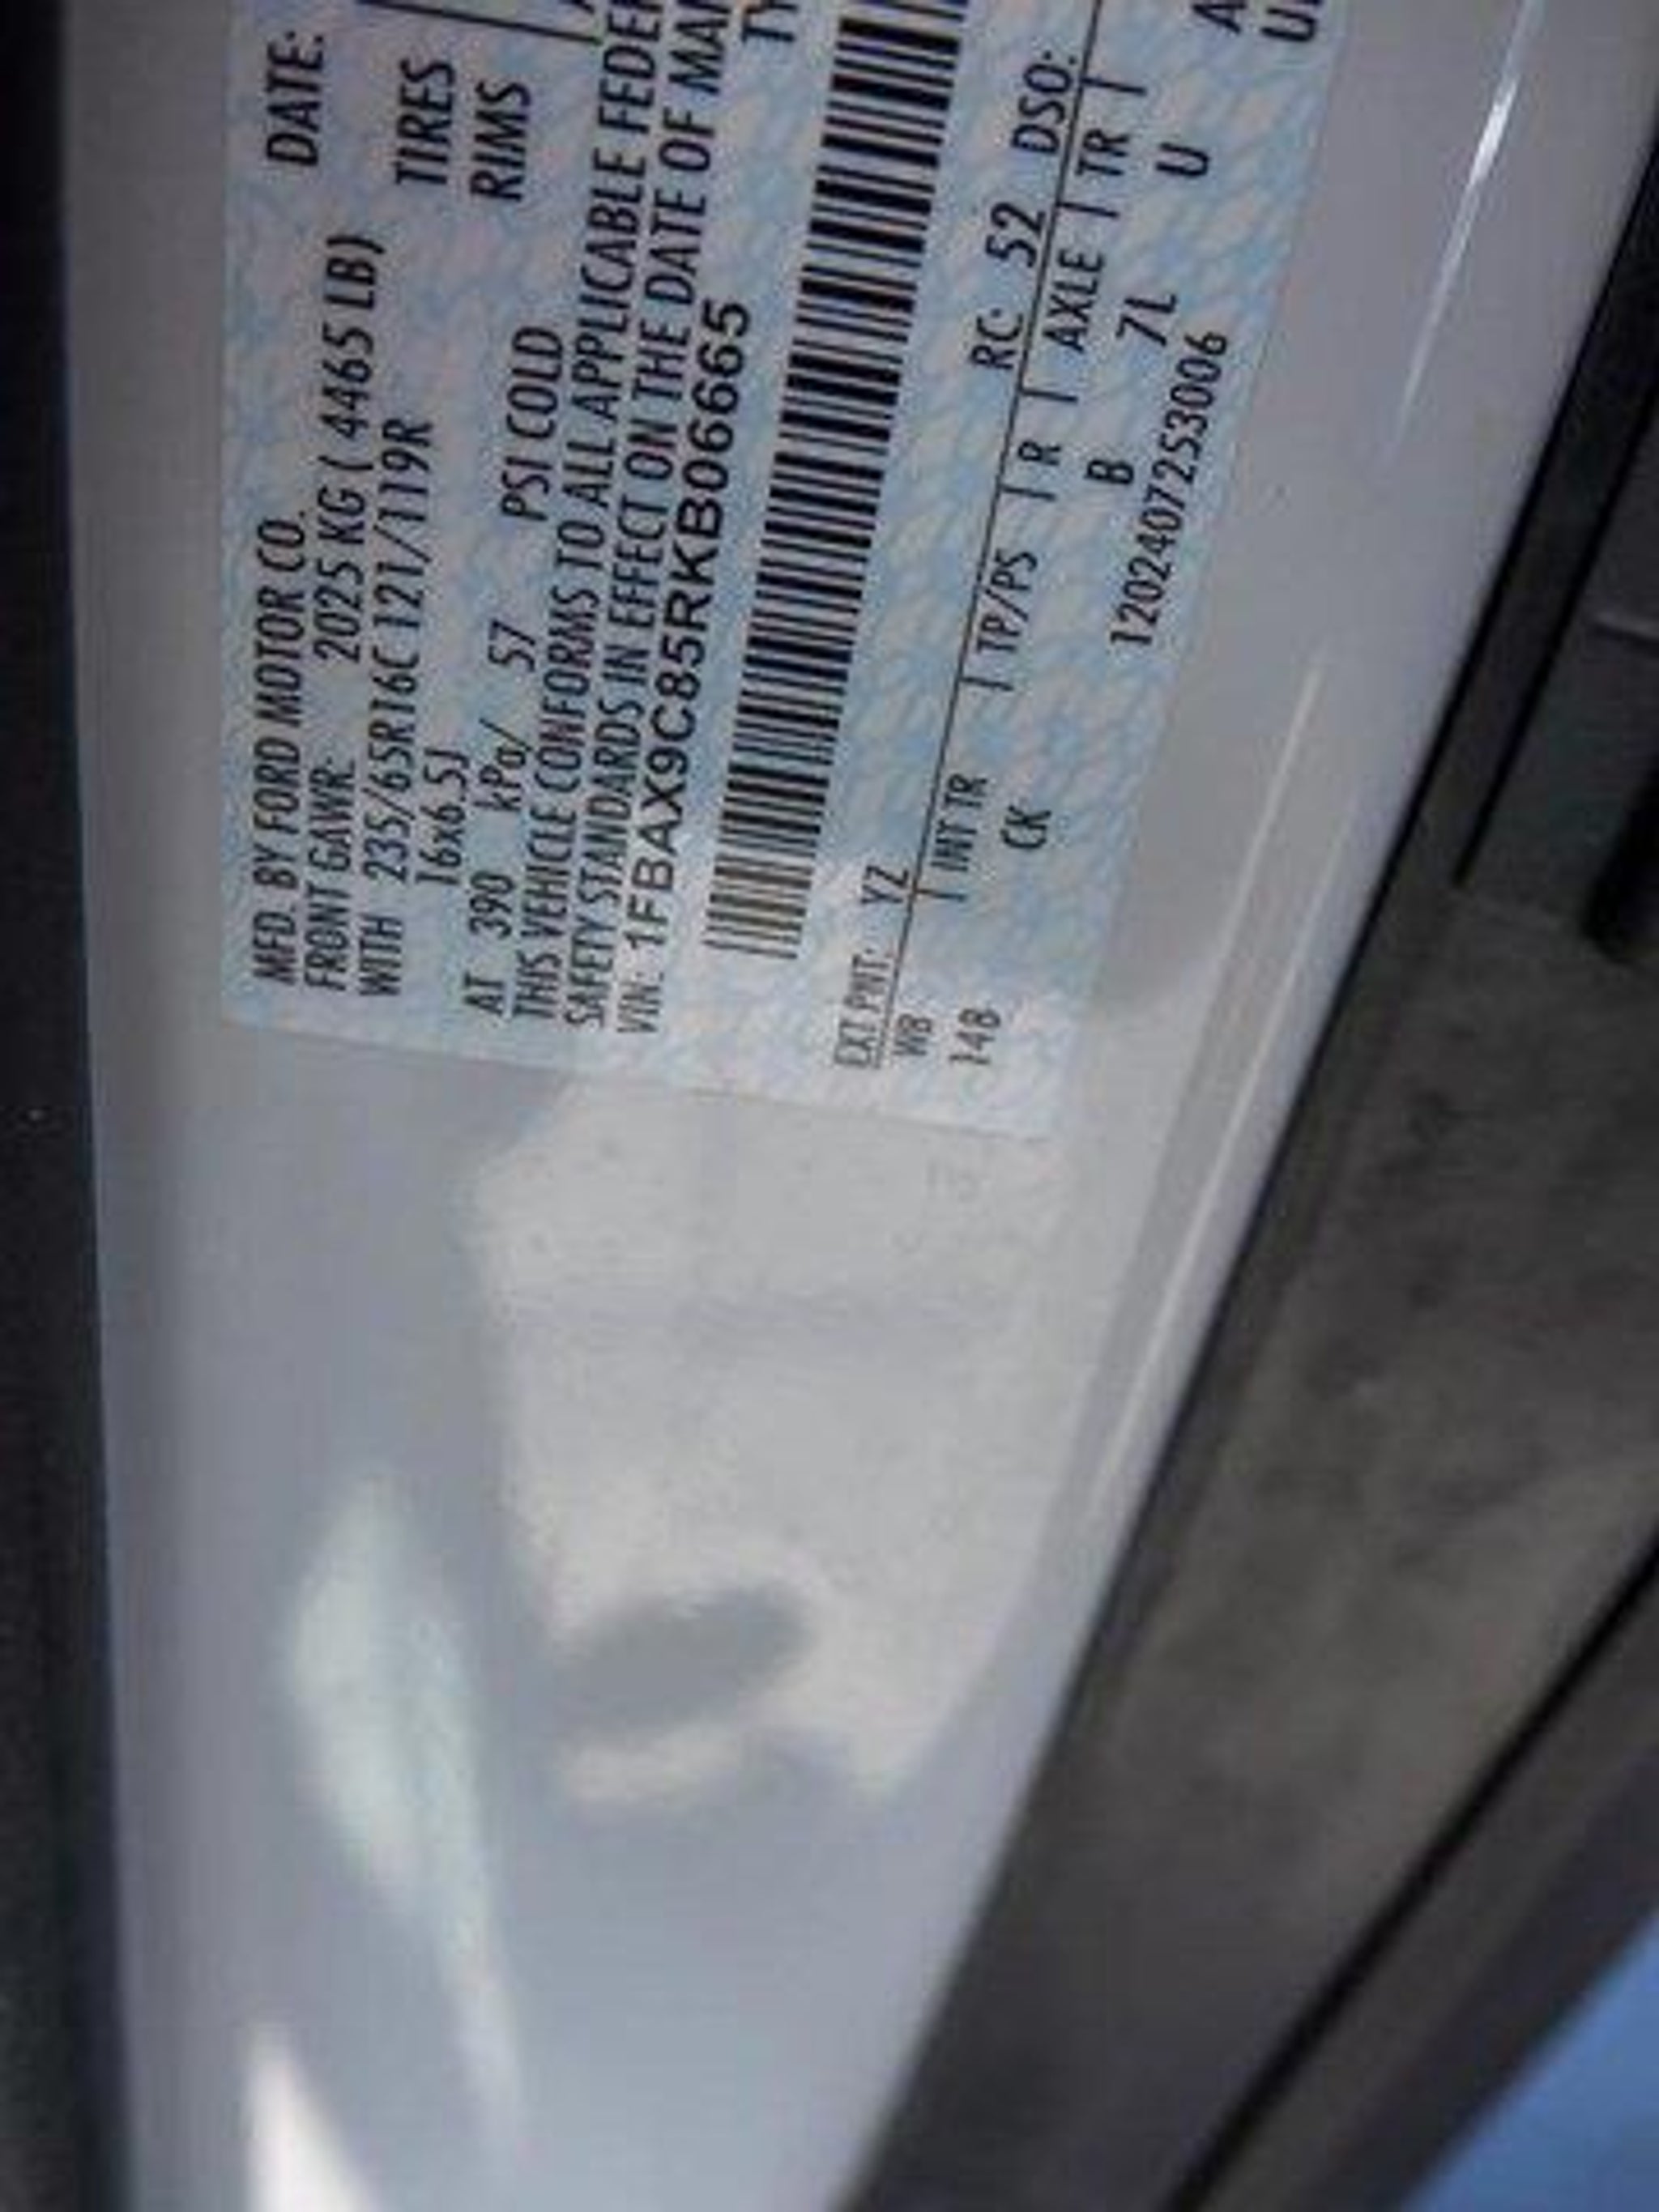 MFD. BY FORD MOTOR CO. DATE:
FRONT GAWR: 2025 KG ( 4465 LB)
WITH 235/65R16C 121/119R TIRES
16x6.5J RIMS
AT 390 kPa/ 57 PSI COLD
THIS VEHICLE CONFORMS TO ALL APPLICABLE FEDER
SAFETY STANDARDS IN EFFECT ON THE DATE OF MA
VIN: 1FBAX9C85RKB06665 TY
EXT PNT: YZ RC: 52 DSO:
WB | INT TR | TP/PS | R | AXLE | TR |
148 CK B 7L U
12024072S3006